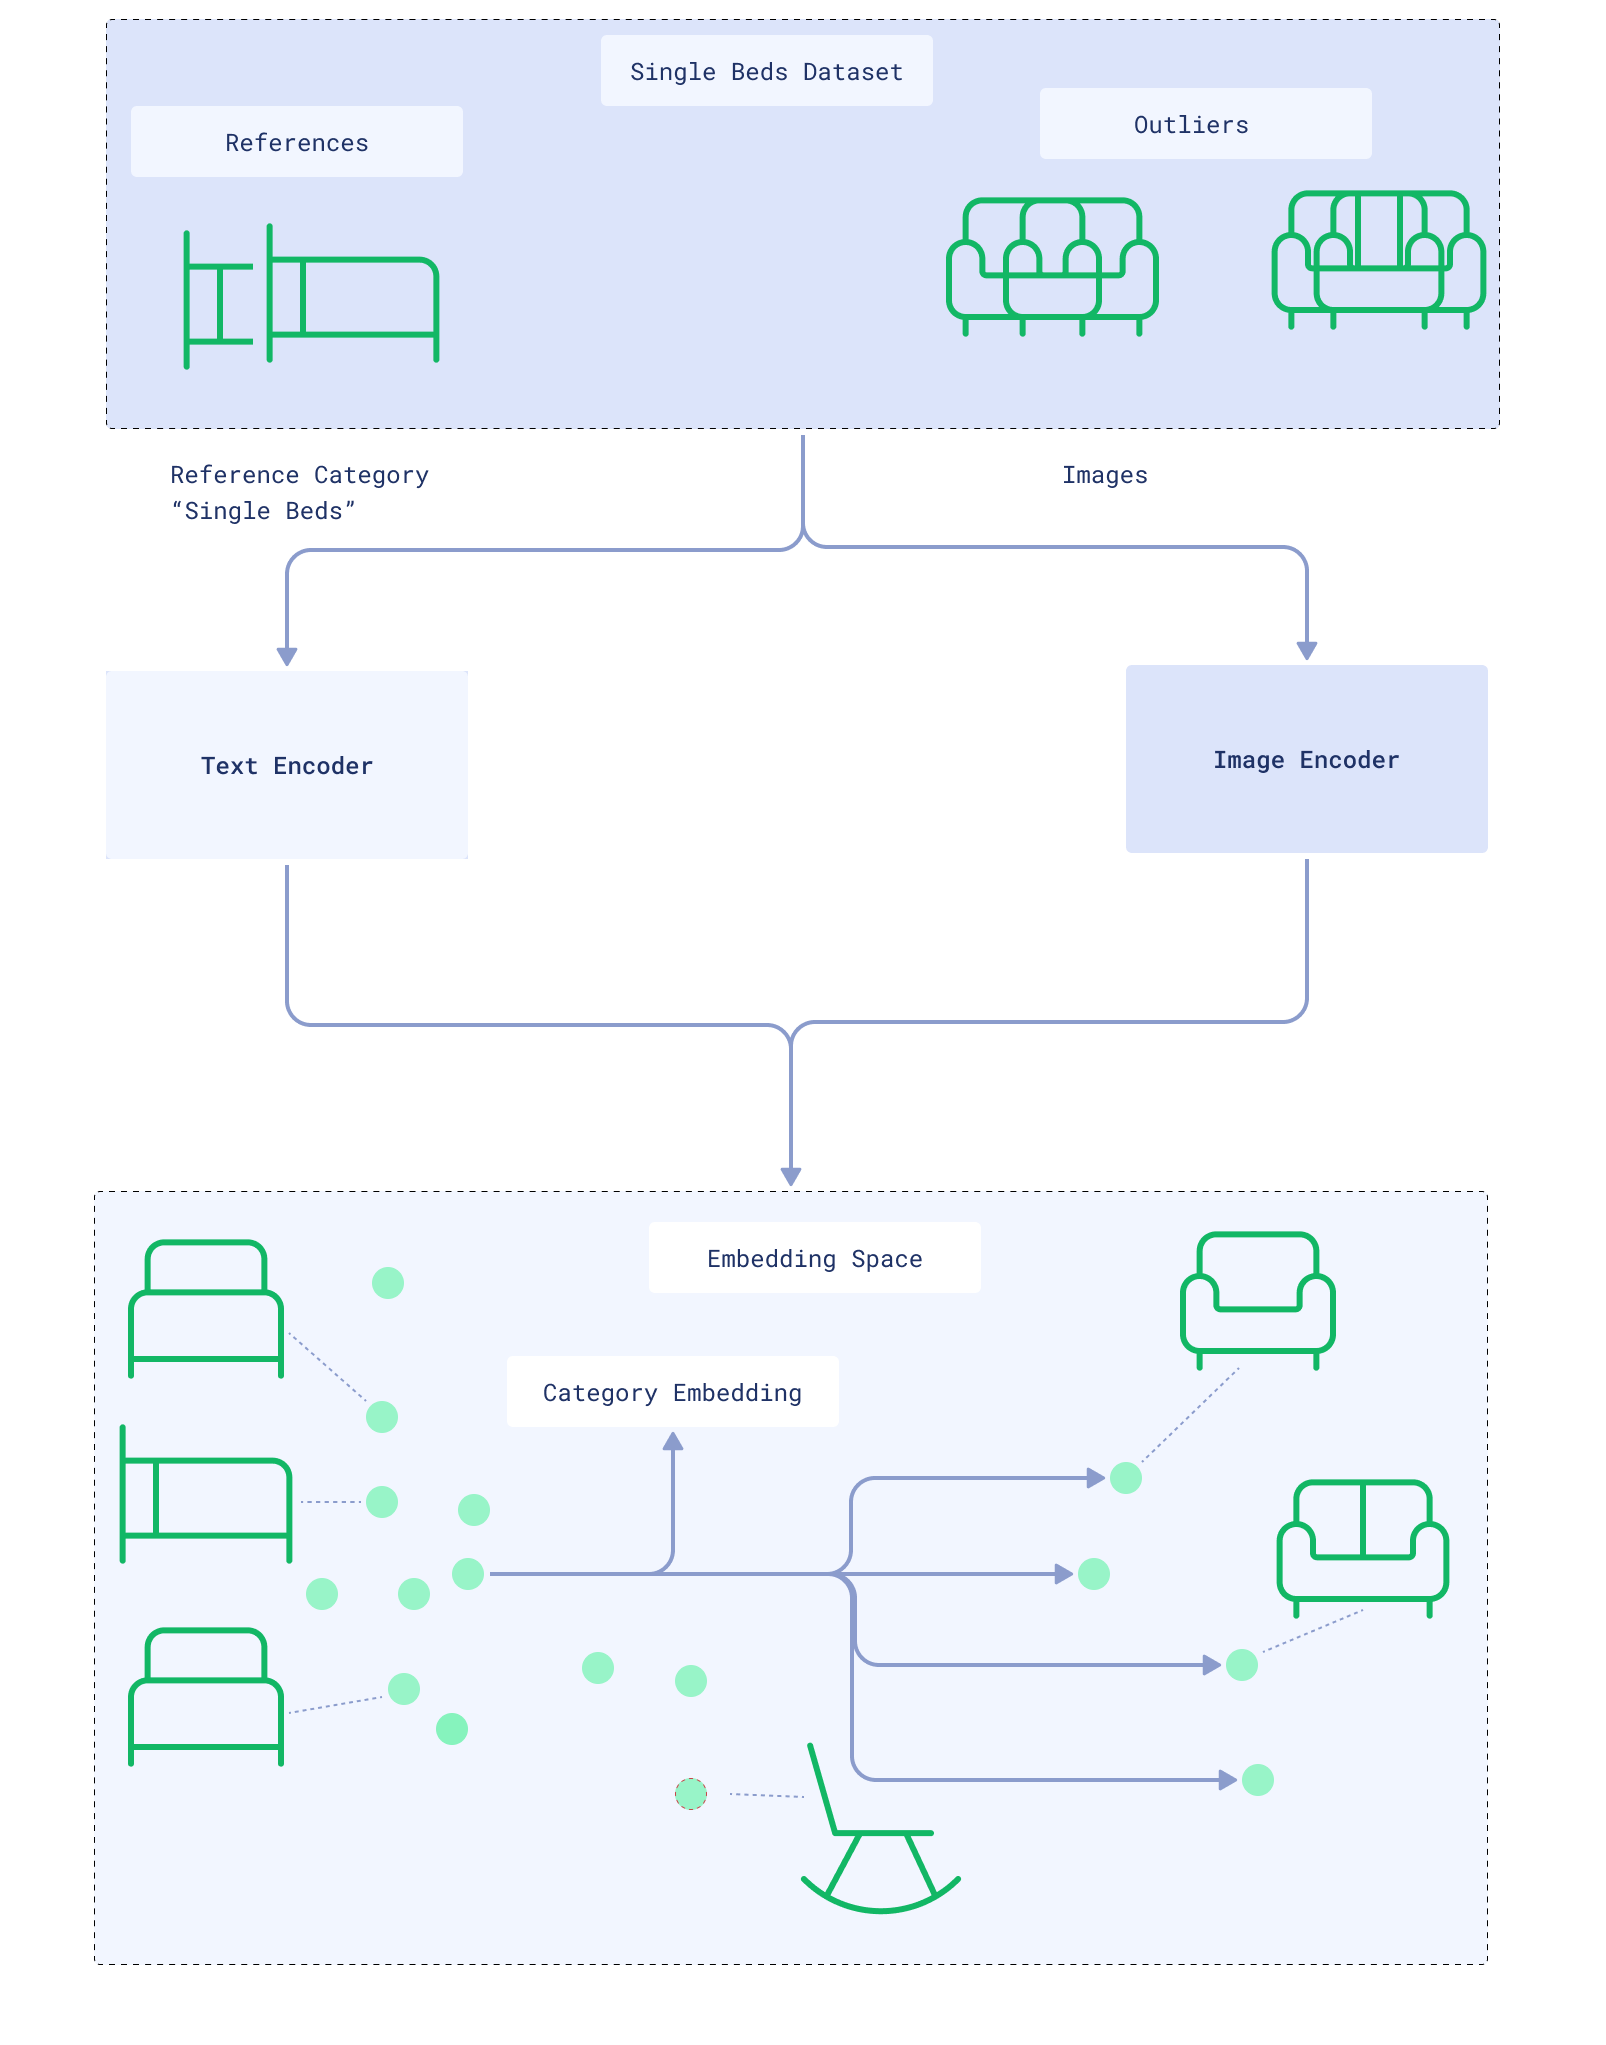 Single Beds Dataset
References
Outliers
Reference Category
“Single Beds”
Images
Text Encoder
Image Encoder
Embedding Space
Category Embedding